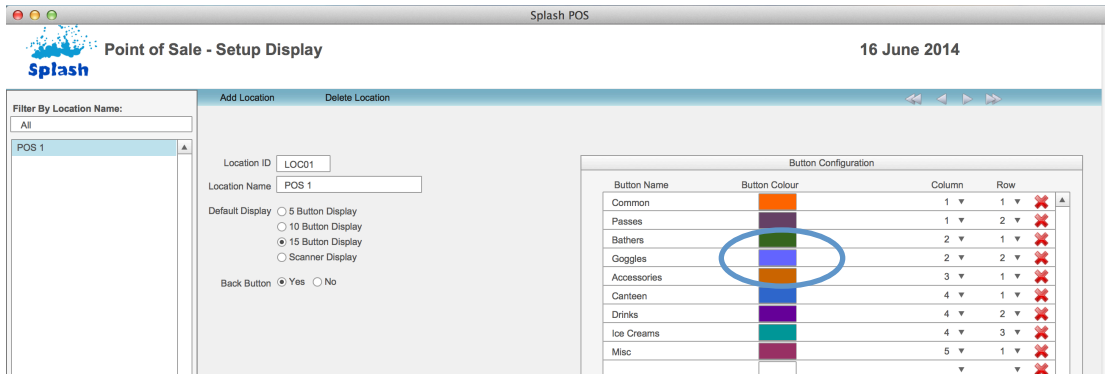 Splash POS
Splash
Point of Sale - Setup Display
16 June 2014
Filter By Location Name:
All
POS 1
Add Location Delete Location
Location ID LOC01
Location Name POS 1
Default Display 5 Button Display
10 Button Display
15 Button Display
Scanner Display
Back Button Yes No
Button Configuration
Button Name Button Colour Column Row
Common 1 1
Passes 1 2
Bathers 2 1
Goggles 2 2
Accessories 3 1
Canteen 4 1
Drinks 4 2
Ice Creams 4 3
Misc 5 1